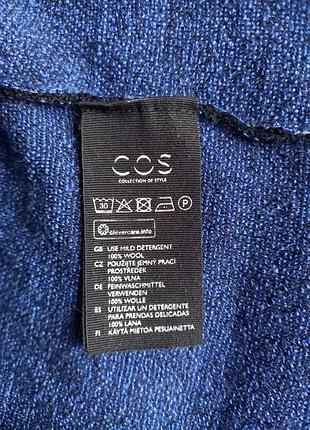 COS
COLLECTION OF STYLE
30 P
clevercare.info
GB USE MILD DETERGENT
100% WOOL
CZ POUŽIJTE JEMNÝ PRACÍ
PROSTŘEDEK
100% VLNA
DE FEINWASCHMITTEL
VERWENDEN
100% WOLLE
ES UTILIZAR UN DETERGENTE
PARA PRENDAS DELICADAS
100% LANA
FI KÄYTÄ MIETOA PESUAINETTA